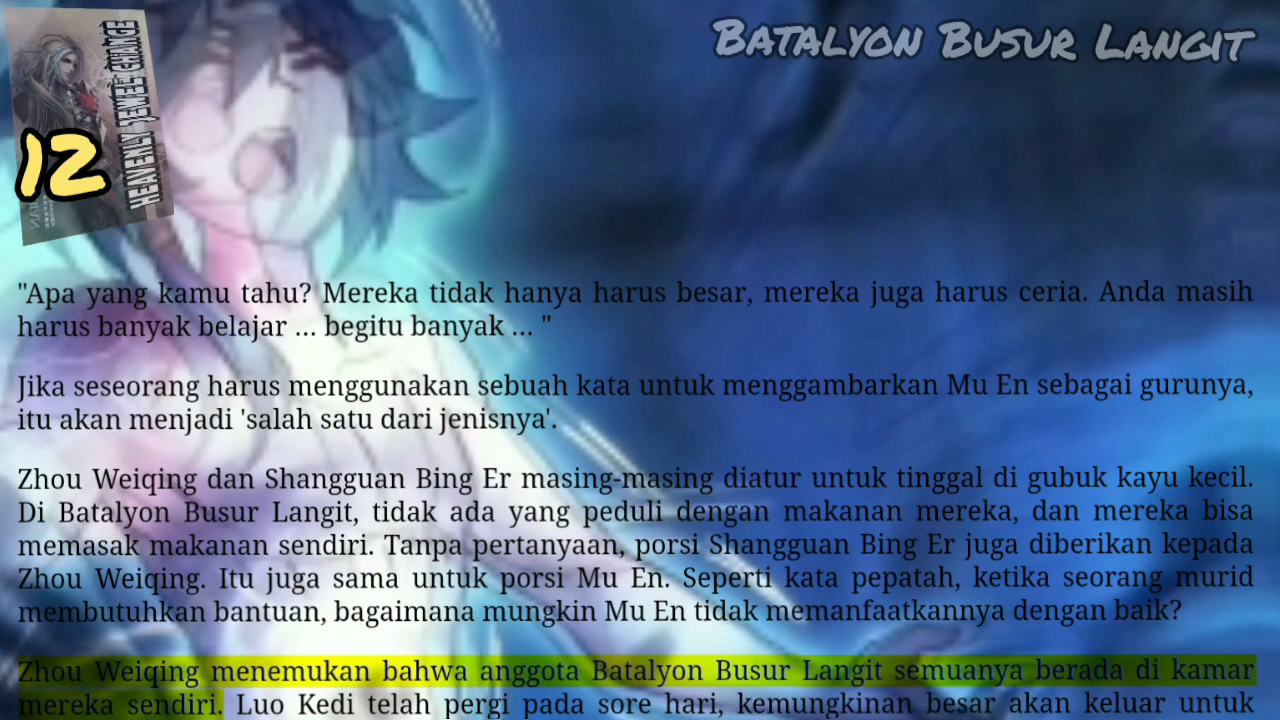 Batalyon Busur Langit
HEAVENLY JEWEL CHANGE
12
"Apa yang kamu tahu? Mereka tidak hanya harus besar, mereka juga harus ceria. Anda masih
harus banyak belajar ... begitu banyak ... "
Jika seseorang harus menggunakan sebuah kata untuk menggambarkan Mu En sebagai gurunya,
itu akan menjadi 'salah satu dari jenisnya'.
Zhou Weiqing dan Shangguan Bing Er masing-masing diatur untuk tinggal di gubuk kayu kecil.
Di Batalyon Busur Langit, tidak ada yang peduli dengan makanan mereka, dan mereka bisa
memasak makanan sendiri. Tanpa pertanyaan, porsi Shangguan Bing Er juga diberikan kepada
Zhou Weiqing. Itu juga sama untuk porsi Mu En. Seperti kata pepatah, ketika seorang murid
membutuhkan bantuan, bagaimana mungkin Mu En tidak memanfaatkannya dengan baik?
Zhou Weiqing menemukan bahwa anggota Batalyon Busur Langit semuanya berada di kamar
mereka sendiri. Luo Kedi telah pergi pada sore hari, kemungkinan besar akan keluar untuk